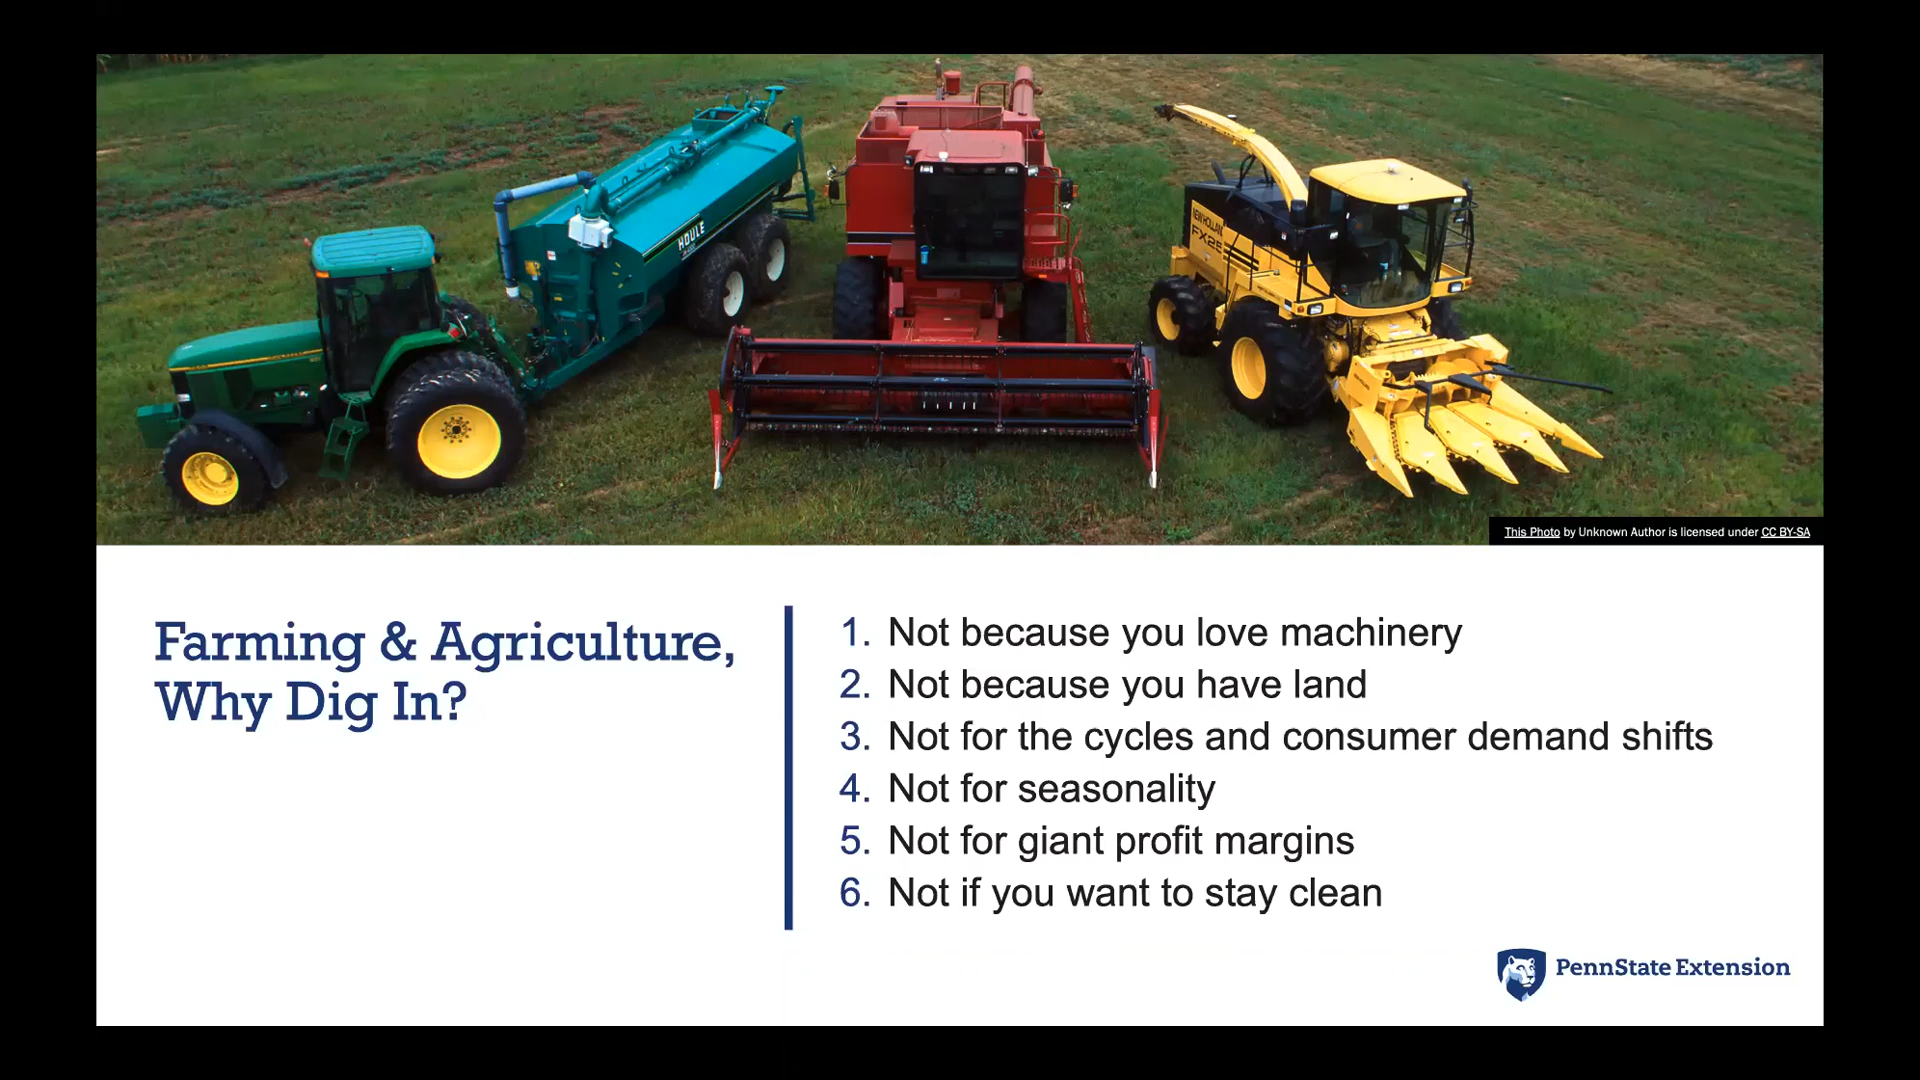 HOULE
NEW HOLLAND
This Photo by Unknown Author is licensed under CC BY-SA
Farming & Agriculture,
Why Dig In?
1. Not because you love machinery
2. Not because you have land
3. Not for the cycles and consumer demand shifts
4. Not for seasonality
5. Not for giant profit margins
6. Not if you want to stay clean
PennState Extension